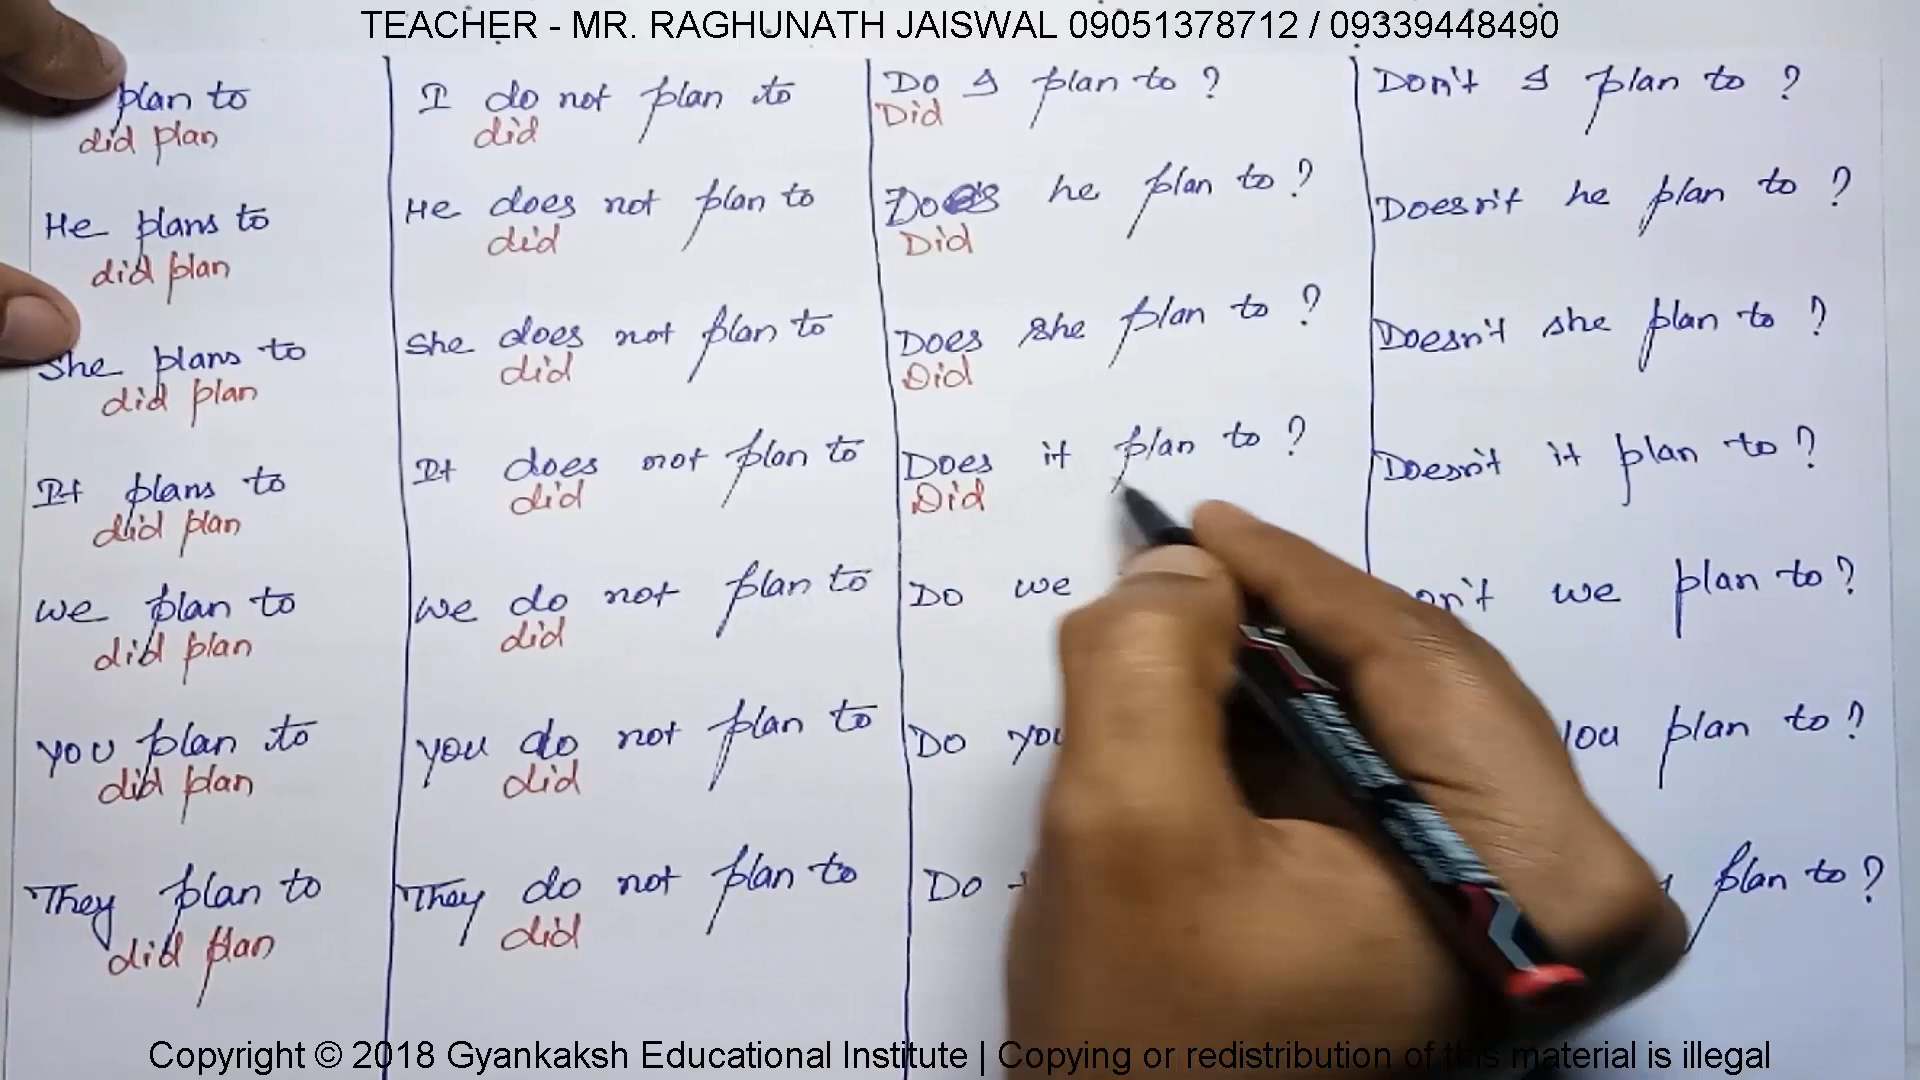 TEACHER - MR. RAGHUNATH JAISWAL 09051378712 / 09339448490
plan to
did plan
He plans to
did plan
She plans to
did plan
It plans to
did plan
We plan to
did plan
You plan to
did plan
They plan to
did plan
I do not plan to
did
He does not plan to
did
She does not plan to
did
It does not plan to
did
We do not plan to
did
You do not plan to
did
They do not plan to
did
Do I plan to ?
Did
Does he plan to ?
Did
Does she plan to ?
Did
Does it plan to ?
Did
Do we
Do you
Do
Don't I plan to ?
Doesn't he plan to ?
Doesn't she plan to ?
Doesn't it plan to ?
we plan to ?
plan to ?
plan to ?
Copyright © 2018 Gyankaksh Educational Institute | Copying or redistribution of this material is illegal